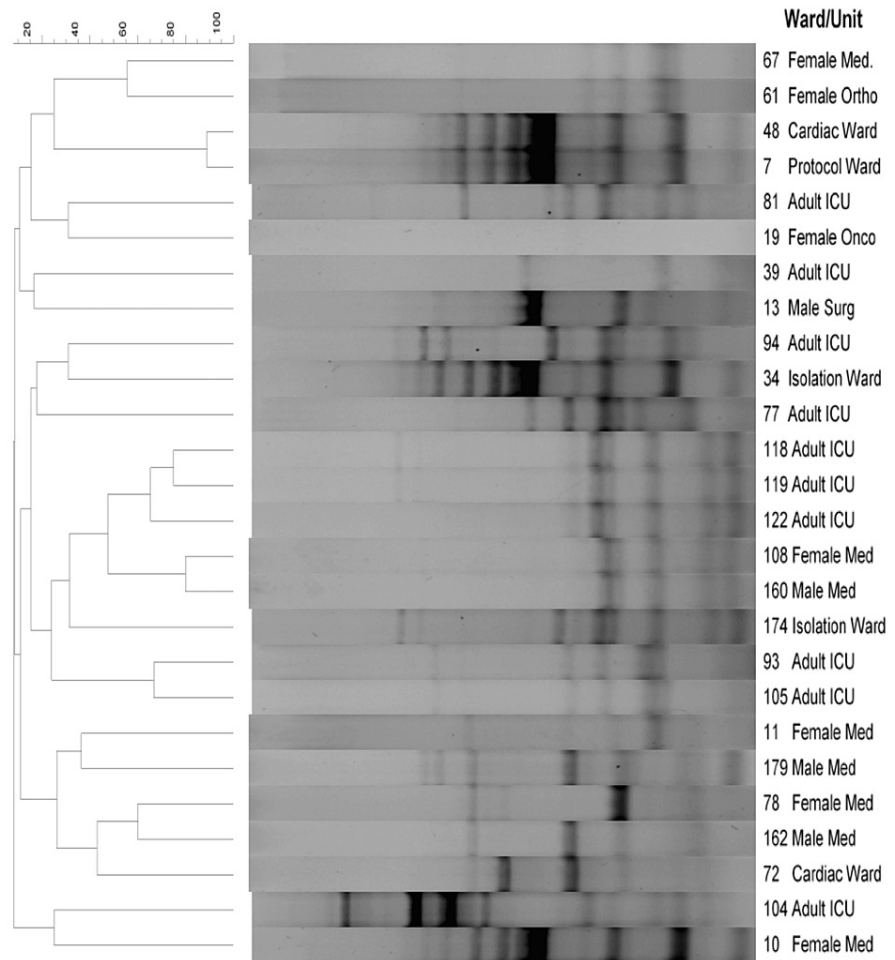 20 40 60 80 100
Ward/Unit
67 Female Med.
61 Female Ortho
48 Cardiac Ward
7 Protocol Ward
81 Adult ICU
19 Female Onco
39 Adult ICU
13 Male Surg
94 Adult ICU
34 Isolation Ward
77 Adult ICU
118 Adult ICU
119 Adult ICU
122 Adult ICU
108 Female Med
160 Male Med
174 Isolation Ward
93 Adult ICU
105 Adult ICU
11 Female Med
179 Male Med
78 Female Med
162 Male Med
72 Cardiac Ward
104 Adult ICU
10 Female Med